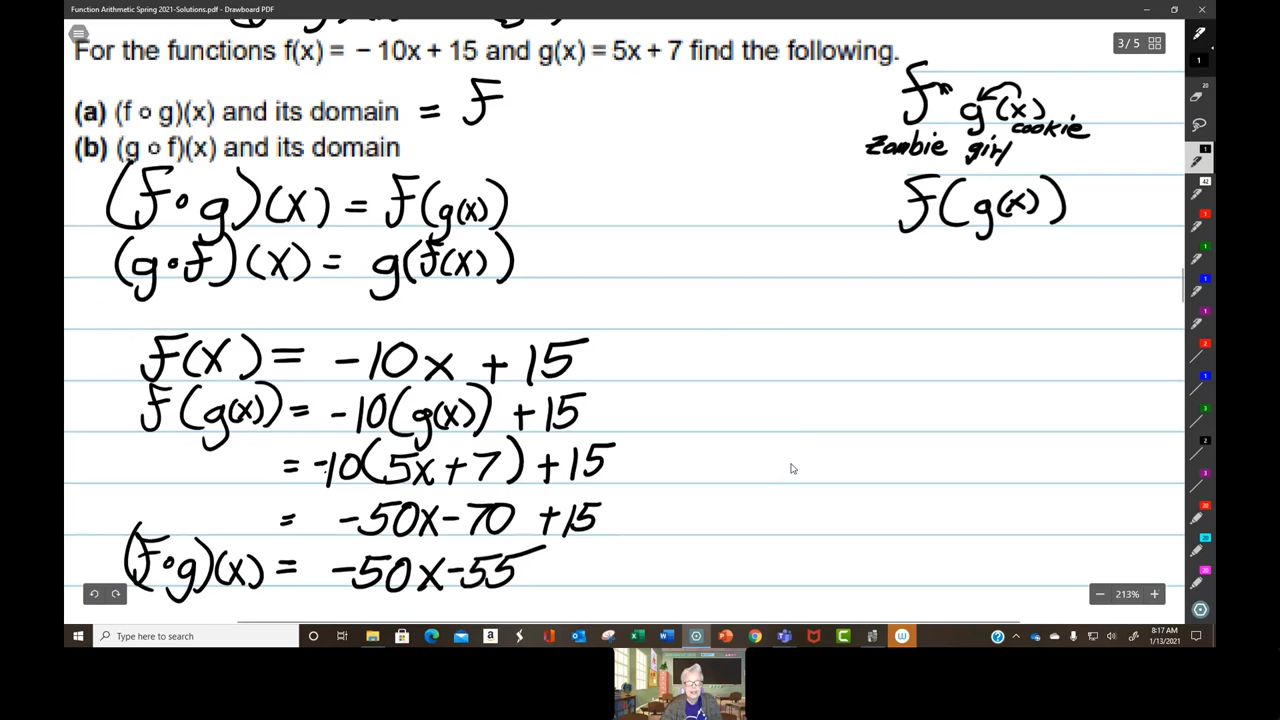 Function Arithmetic Spring 2021-Solutions.pdf - Drawboard PDF
For the functions f(x) = − 10x + 15 and g(x) = 5x + 7 find the following.
3 / 5
(a) (f ∘ g)(x) and its domain = F
(b) (g ∘ f)(x) and its domain
F g(x)
cookie
zombie girl
F(g(x))
(F∘g)(x) = F(g(x))
(g∘F)(x) = g(F(x))
F(x) = -10x + 15
F(g(x)) = -10(g(x)) + 15
= -10(5x + 7) + 15
= -50x - 70 + 15
(F∘g)(x) = -50x - 55
213%
Type here to search
8:17 AM
1/13/2021